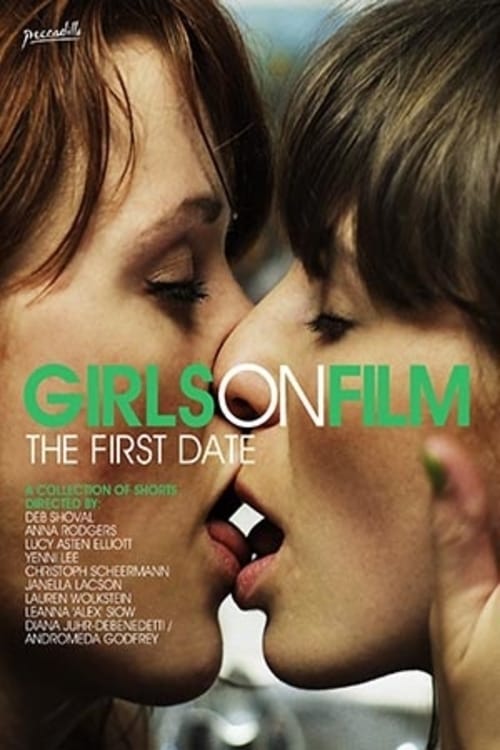 peccadillo
GIRLSONFILM
THE FIRST DATE
A COLLECTION OF SHORTS
DIRECTED BY:
DEB SHOVAL
ANNA RODGERS
LUCY ASTEN ELLIOTT
YENNI LEE
CHRISTOPH SCHEERMANN
JANELLA LACSON
LAUREN WOLKSTEIN
LEANNA 'ALEX' SIOW
DIANA JUHR-DEBENEDETTI /
ANDROMEDA GODFREY